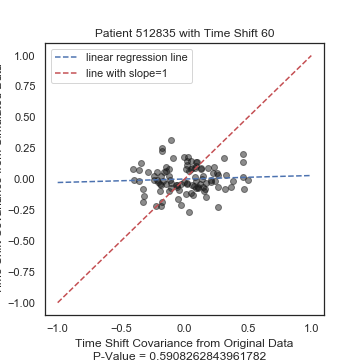 Patient 512835 with Time Shift 60
linear regression line
line with slope=1
1.00
0.75
0.50
0.25
0.00
−0.25
−0.50
−0.75
−1.00
−1.0
−0.5
0.0
0.5
1.0
Time Shift Covariance from Original Data
P-Value = 0.5908262843961782